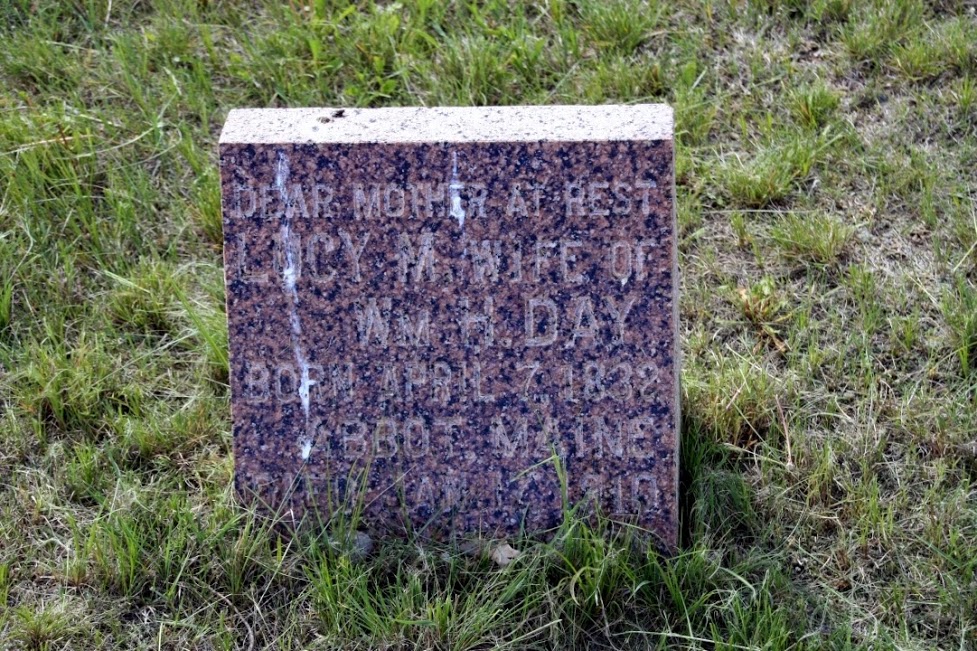 DEAR MOTHER AT REST
LUCY M. WIFE OF
WM. H. DAY
BORN APRIL 7, 1832
ABBOT MAINE